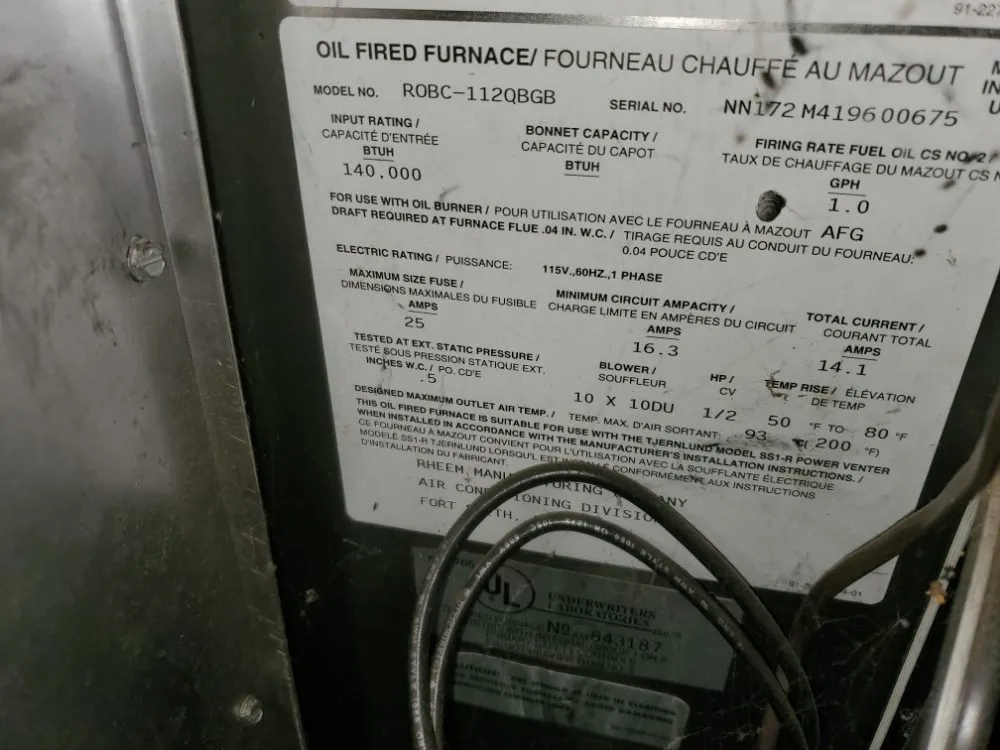 91-22
OIL FIRED FURNACE/ FOURNEAU CHAUFFÉ AU MAZOUT
MODEL NO. ROBC-112QBGB SERIAL NO. NN172 M419600675
INPUT RATING / BONNET CAPACITY / FIRING RATE FUEL OIL CS NO. 2 /
CAPACITÉ D'ENTRÉE CAPACITÉ DU CAPOT TAUX DE CHAUFFAGE DU MAZOUT CS
BTUH BTUH GPH
140,000 1.0
FOR USE WITH OIL BURNER / POUR UTILISATION AVEC LE FOURNEAU À MAZOUT AFG
DRAFT REQUIRED AT FURNACE FLUE .04 IN. W.C. / TIRAGE REQUIS AU CONDUIT DU FOURNEAU:
0.04 POUCE CD'E
ELECTRIC RATING / PUISSANCE: 115V.,60HZ.,1 PHASE
MAXIMUM SIZE FUSE / MINIMUM CIRCUIT AMPACITY / TOTAL CURRENT /
DIMENSIONS MAXIMALES DU FUSIBLE CHARGE LIMITE EN AMPÈRES DU CIRCUIT COURANT TOTAL
AMPS AMPS AMPS
25 16.3 14.1
TESTED AT EXT. STATIC PRESSURE / BLOWER / HP / TEMP RISE / ÉLÉVATION
TESTÉ SOUS PRESSION STATIQUE EXT. SOUFFLEUR CV DE TEMP
INCHES W.C. / PO. CD'E
.5 10 X 10DU 1/2 50 °F TO 80 °F
DESIGNED MAXIMUM OUTLET AIR TEMP. / TEMP. MAX. D'AIR SORTANT: 93 200 °F)
THIS OIL FIRED FURNACE IS SUITABLE FOR USE WITH THE TJERNLUND MODEL SS1-R POWER VENTER
WHEN INSTALLED IN ACCORDANCE WITH THE MANUFACTURER'S INSTALLATION INSTRUCTIONS. /
CE FOURNEAU À MAZOUT CONVIENT POUR L'UTILISATION AVEC LA SOUFFLANTE ÉLECTRIQUE
MODÈLE SS1-R TJERNLUND LORSQU'L EST CONFORMÉMENT AUX INSTRUCTIONS
D'INSTALLATION DU FABRICANT.
RHEEM
AIR DIVISION
FORT
UL
UNDERWRITERS
LABORATORIES
No 843187